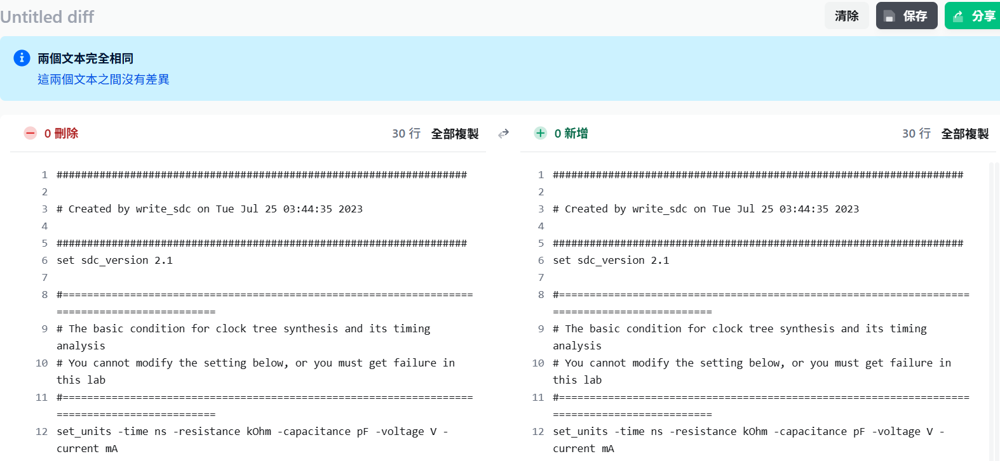 Untitled diff
清除 保存 分享
兩個文本完全相同
這兩個文本之間沒有差異
0 刪除 30 行 全部複製
0 新增 30 行 全部複製
1 ###################################################################
2
3 # Created by write_sdc on Tue Jul 25 03:44:35 2023
4
5 ###################################################################
6 set sdc_version 2.1
7
8 #===================================================================
==========================
9 # The basic condition for clock tree synthesis and its timing
analysis
10 # You cannot modify the setting below, or you must get failure in
this lab
11 #===================================================================
==========================
12 set_units -time ns -resistance kOhm -capacitance pF -voltage V -
current mA
1 ###################################################################
2
3 # Created by write_sdc on Tue Jul 25 03:44:35 2023
4
5 ###################################################################
6 set sdc_version 2.1
7
8 #===================================================================
==========================
9 # The basic condition for clock tree synthesis and its timing
analysis
10 # You cannot modify the setting below, or you must get failure in
this lab
11 #===================================================================
==========================
12 set_units -time ns -resistance kOhm -capacitance pF -voltage V -
current mA